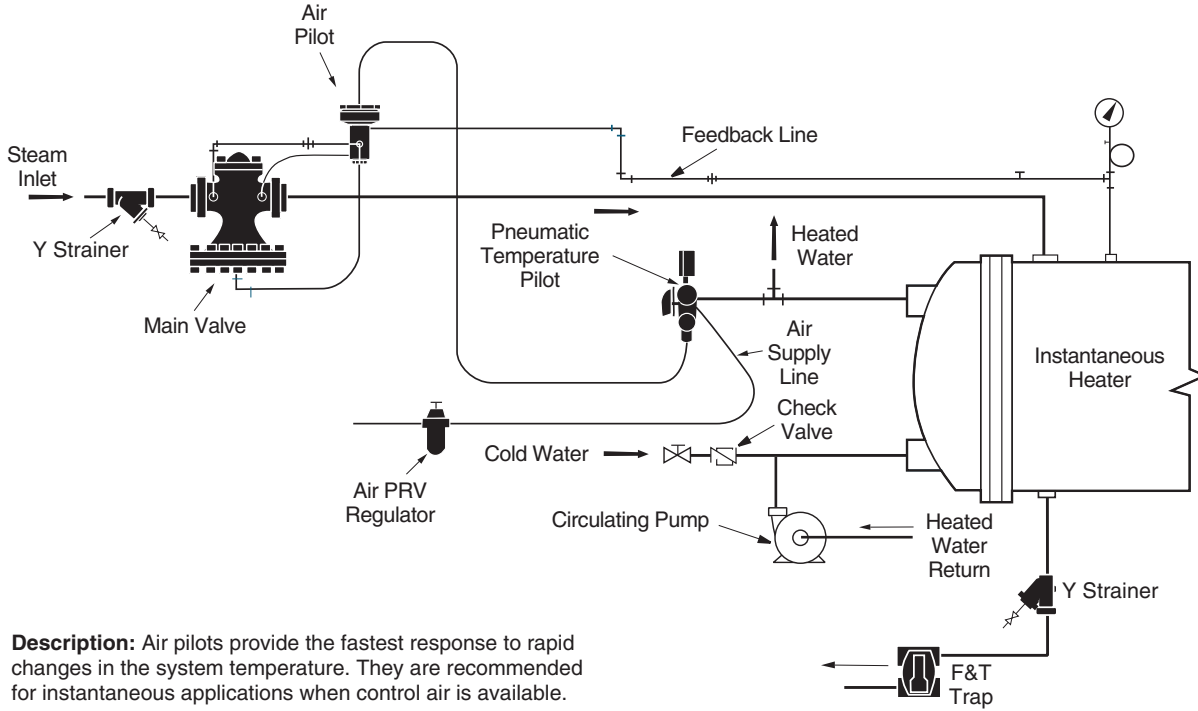 Air
Pilot
Steam
Inlet
Feedback Line
Y Strainer
Pneumatic
Temperature
Pilot
Heated
Water
Main Valve
Air
Supply
Line
Instantaneous
Heater
Check
Valve
Cold Water
Air PRV
Regulator
Circulating Pump
Heated
Water
Return
Y Strainer
Description: Air pilots provide the fastest response to rapid
changes in the system temperature. They are recommended
for instantaneous applications when control air is available.
F&T
Trap